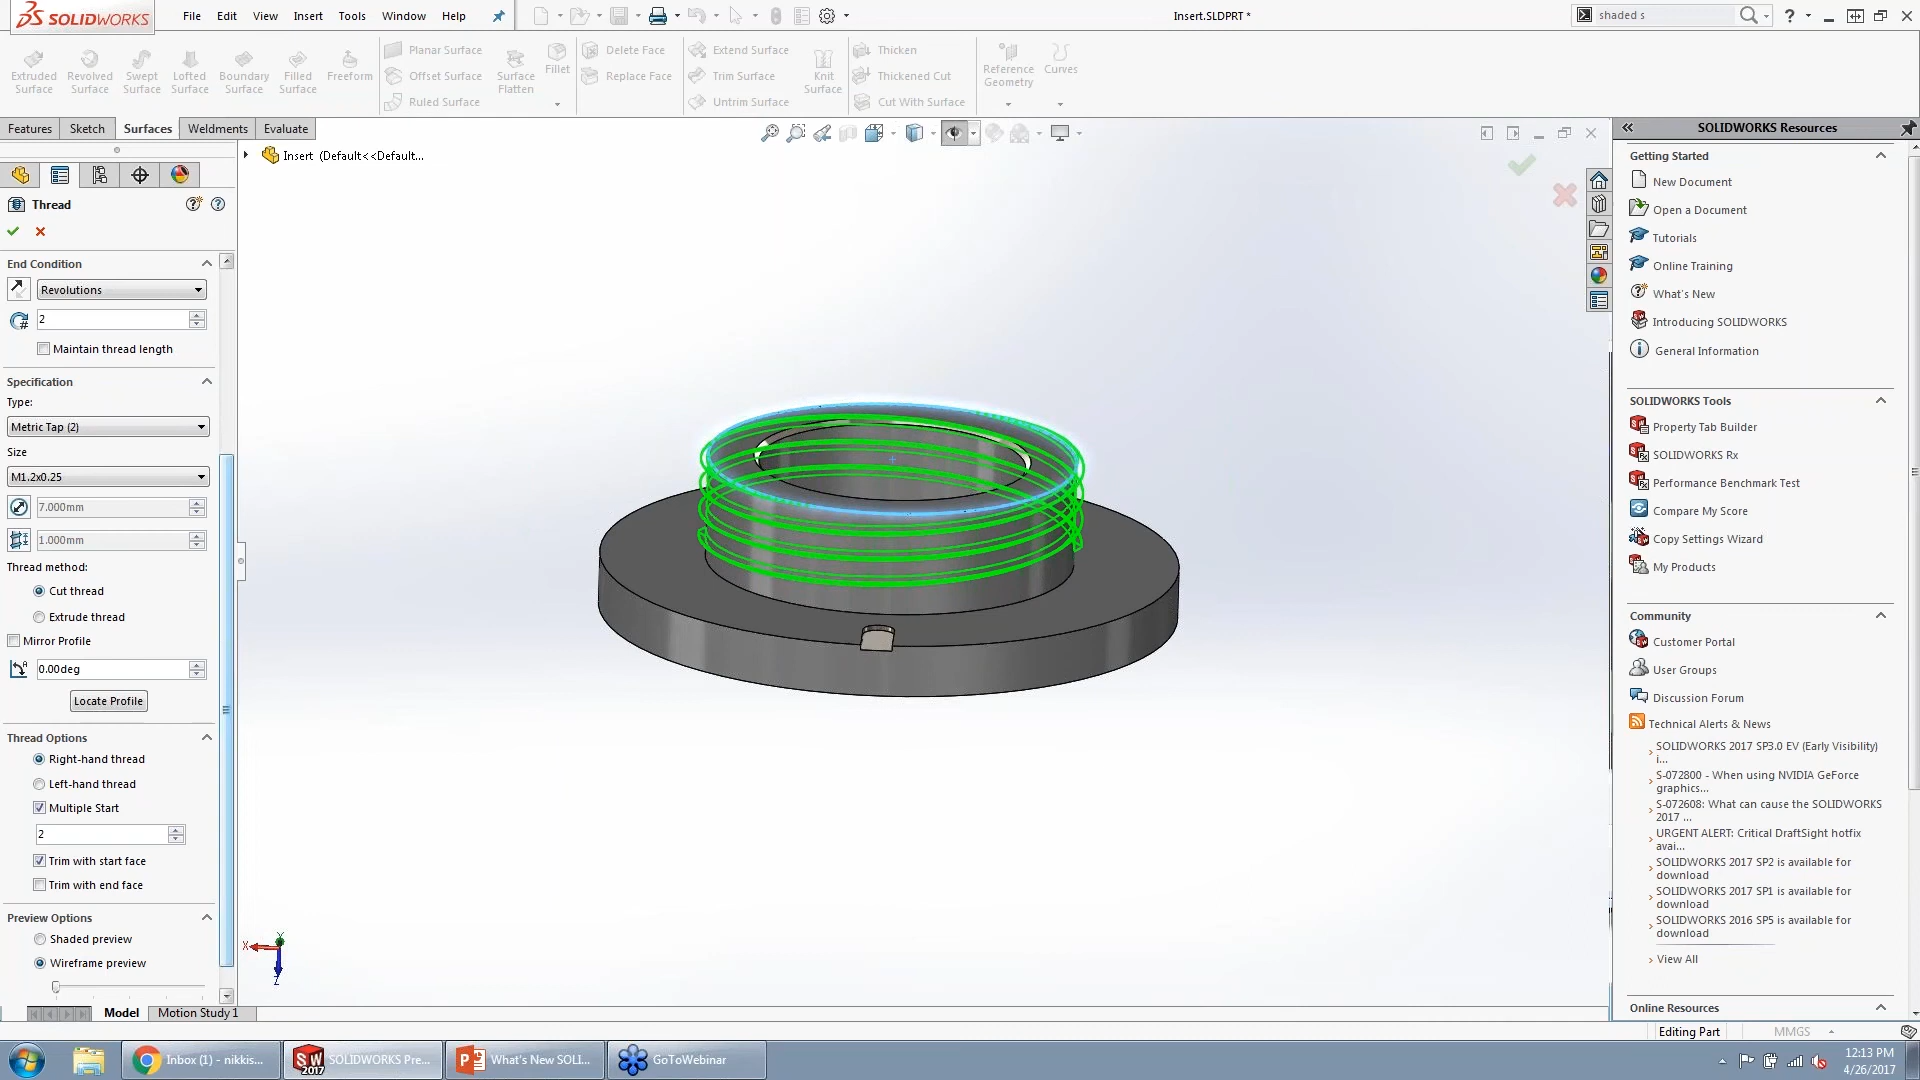 SOLIDWORKS
File Edit View Insert Tools Window Help
Insert.SLDPRT *
shaded s
Extruded Surface
Revolved Surface
Swept Surface
Lofted Surface
Boundary Surface
Filled Surface
Freeform
Planar Surface
Offset Surface
Ruled Surface
Surface Flatten
Fillet
Delete Face
Replace Face
Extend Surface
Trim Surface
Untrim Surface
Knit Surface
Thicken
Thickened Cut
Cut With Surface
Reference Geometry
Curves
Features Sketch Surfaces Weldments Evaluate
Insert (Default<<Default...
Thread
End Condition
Revolutions
2
Maintain thread length
Specification
Type:
Metric Tap (2)
Size
M1.2x0.25
7.000mm
1.000mm
Thread method:
Cut thread
Extrude thread
Mirror Profile
0.00deg
Locate Profile
Thread Options
Right-hand thread
Left-hand thread
Multiple Start
2
Trim with start face
Trim with end face
Preview Options
Shaded preview
Wireframe preview
X
Y
Z
Model Motion Study 1
SOLIDWORKS Resources
Getting Started
New Document
Open a Document
Tutorials
Online Training
What's New
Introducing SOLIDWORKS
General Information
SOLIDWORKS Tools
Property Tab Builder
SOLIDWORKS Rx
Performance Benchmark Test
Compare My Score
Copy Settings Wizard
My Products
Community
Customer Portal
User Groups
Discussion Forum
Technical Alerts & News
SOLIDWORKS 2017 SP3.0 EV (Early Visibility)
i...
S-072800 - When using NVIDIA GeForce
graphics...
S-072608: What can cause the SOLIDWORKS
2017 ...
URGENT ALERT: Critical DraftSight hotfix
avai...
SOLIDWORKS 2017 SP2 is available for
download
SOLIDWORKS 2017 SP1 is available for
download
SOLIDWORKS 2016 SP5 is available for
download
View All
Online Resources
Editing Part MMGS
Inbox (1) - nikkis...
SW 2017 SOLIDWORKS Pre...
What's New SOLI...
GoToWebinar
12:13 PM
4/26/2017